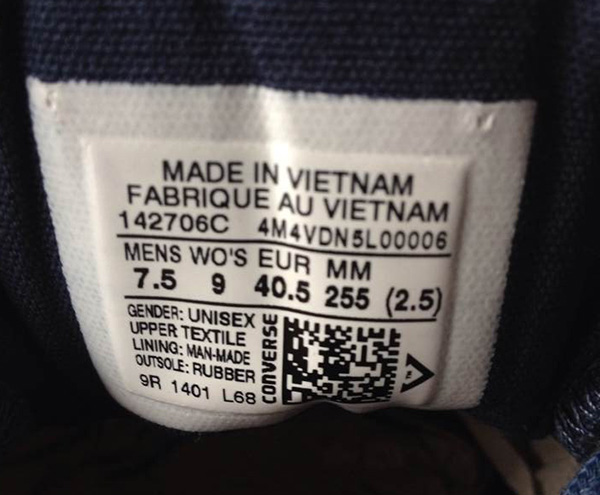 MADE IN VIETNAM
FABRIQUE AU VIETNAM
142706C 4M4VDN5L00006
MENS WO'S EUR MM
7.5 9 40.5 255 (2.5)
GENDER: UNISEX
UPPER TEXTILE
LINING: MAN-MADE
OUTSOLE: RUBBER
9R 1401 L68
CONVERSE